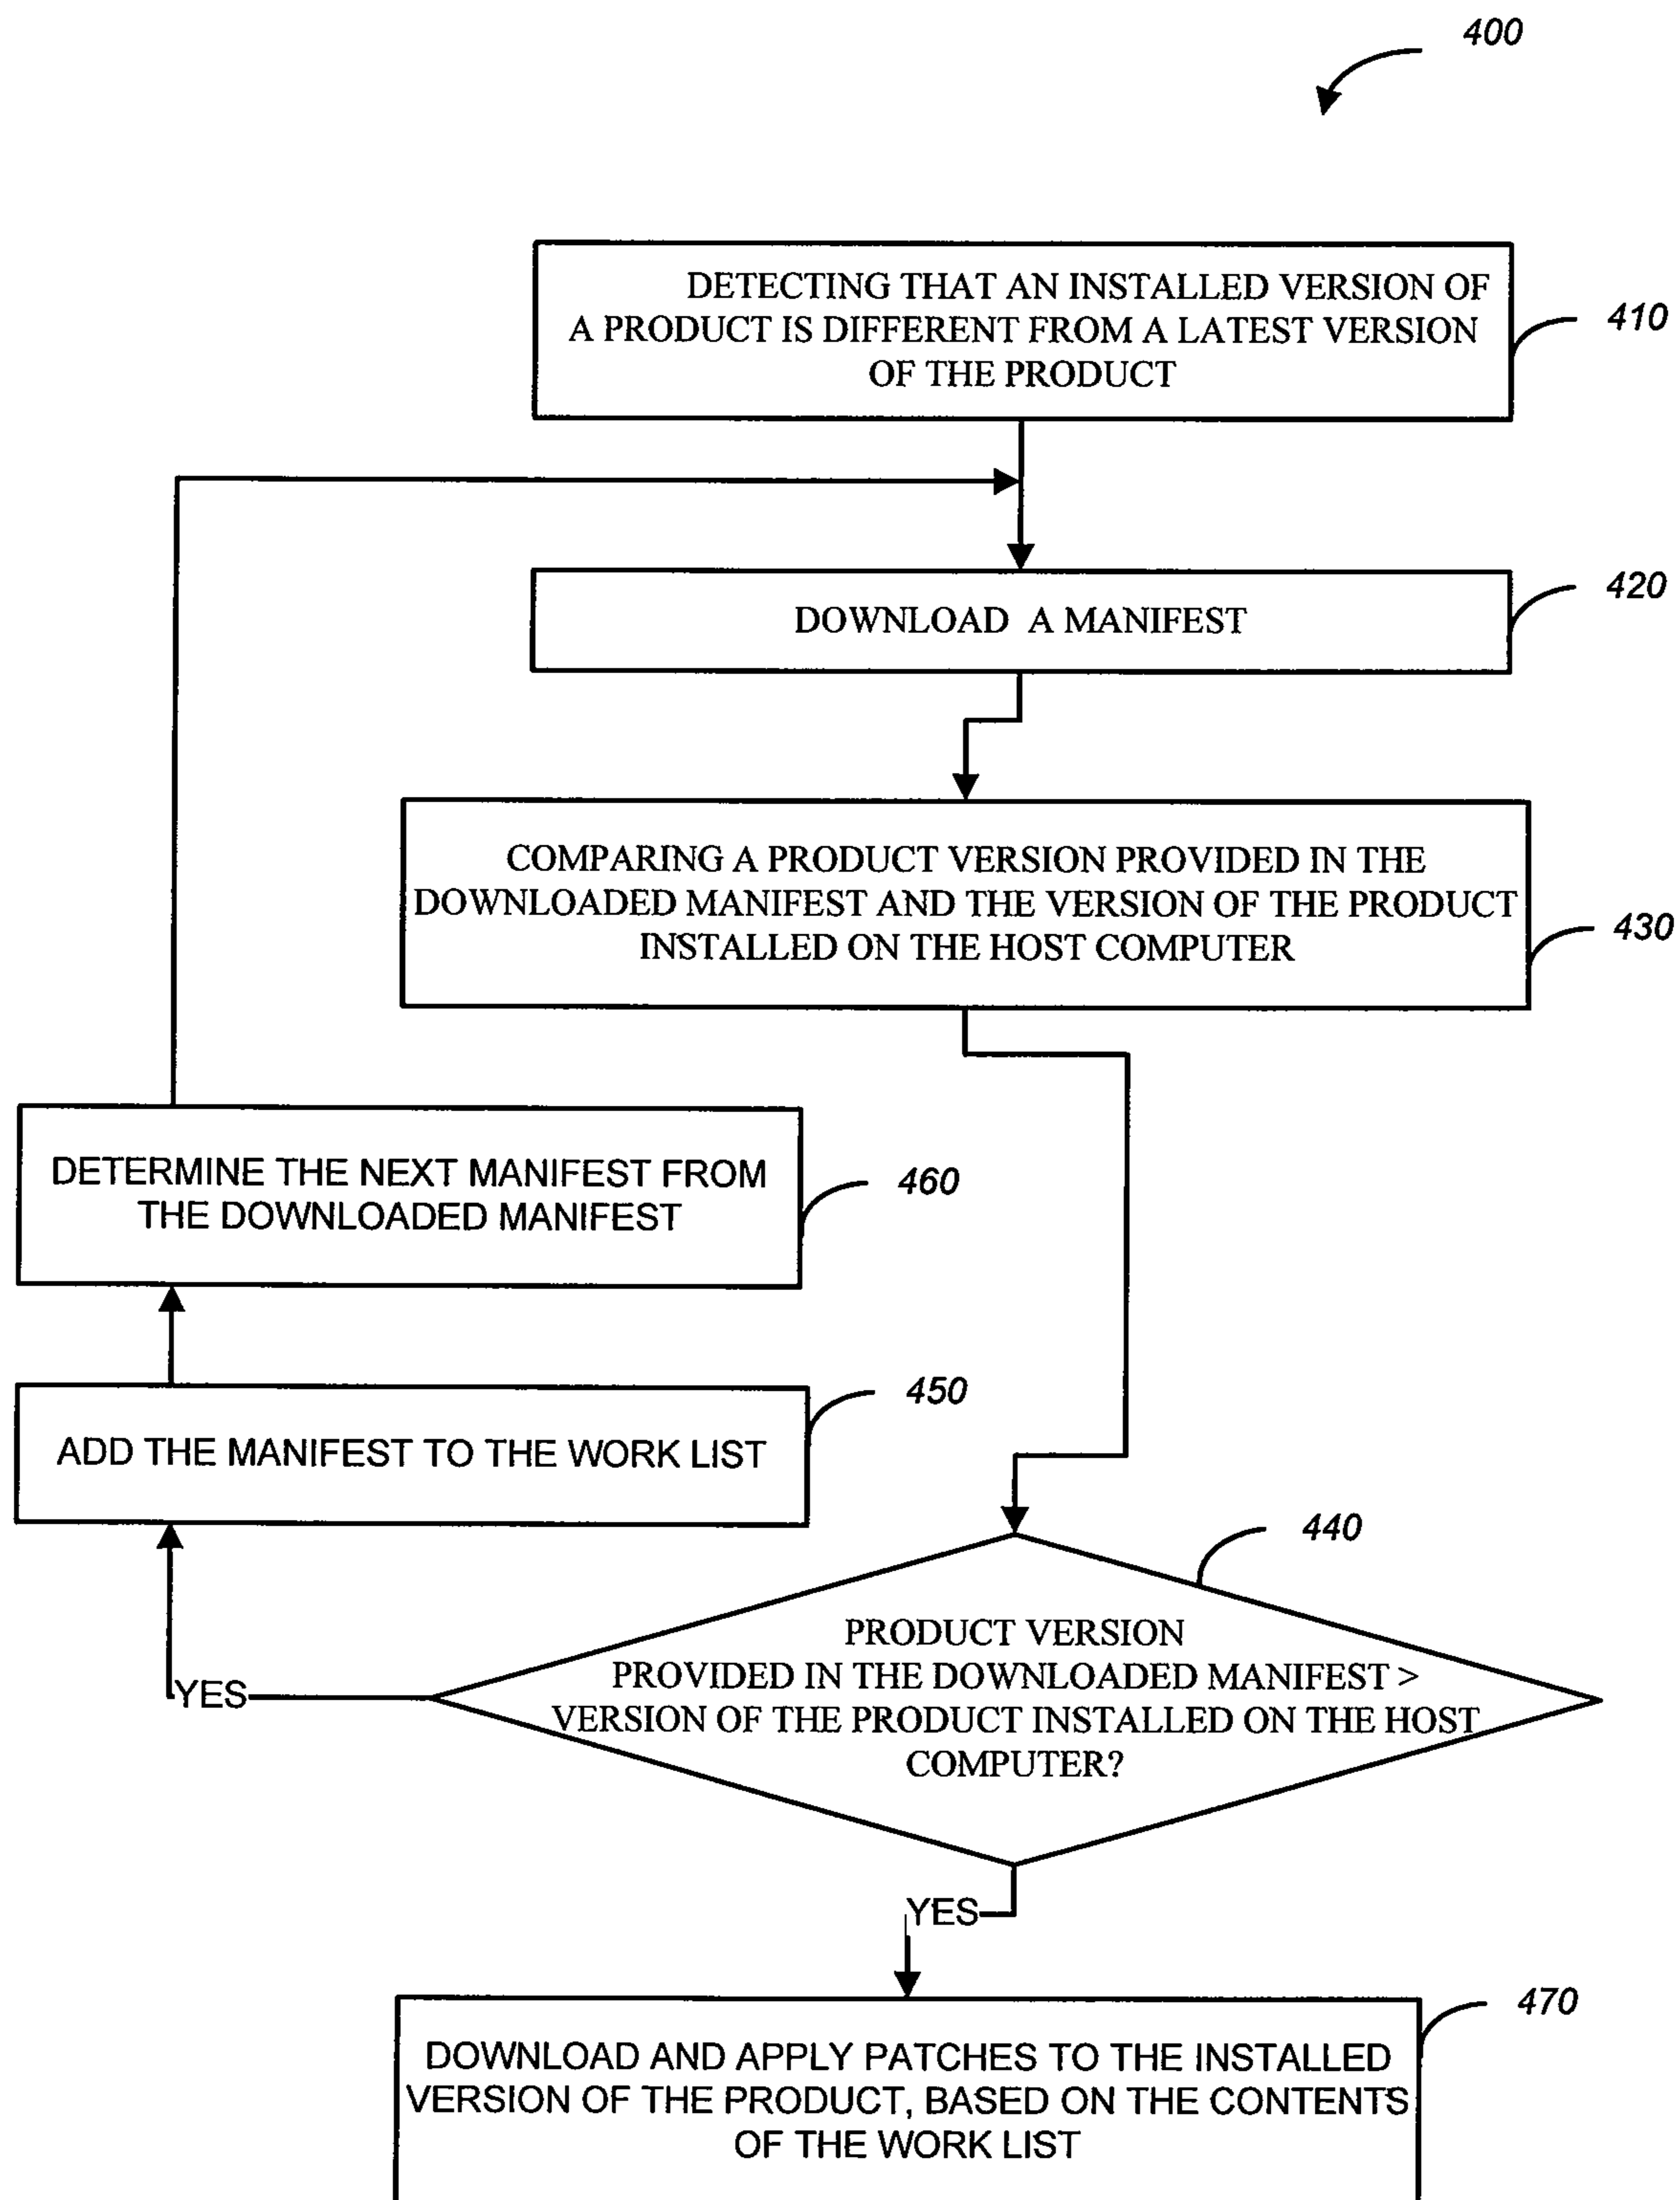 400
DETECTING THAT AN INSTALLED VERSION OF
A PRODUCT IS DIFFERENT FROM A LATEST VERSION
OF THE PRODUCT
410
DOWNLOAD A MANIFEST
420
COMPARING A PRODUCT VERSION PROVIDED IN THE
DOWNLOADED MANIFEST AND THE VERSION OF THE PRODUCT
INSTALLED ON THE HOST COMPUTER
430
DETERMINE THE NEXT MANIFEST FROM
THE DOWNLOADED MANIFEST
460
ADD THE MANIFEST TO THE WORK LIST
450
440
PRODUCT VERSION
PROVIDED IN THE DOWNLOADED MANIFEST >
VERSION OF THE PRODUCT INSTALLED ON THE HOST
COMPUTER?
YES
YES
470
DOWNLOAD AND APPLY PATCHES TO THE INSTALLED
VERSION OF THE PRODUCT, BASED ON THE CONTENTS
OF THE WORK LIST